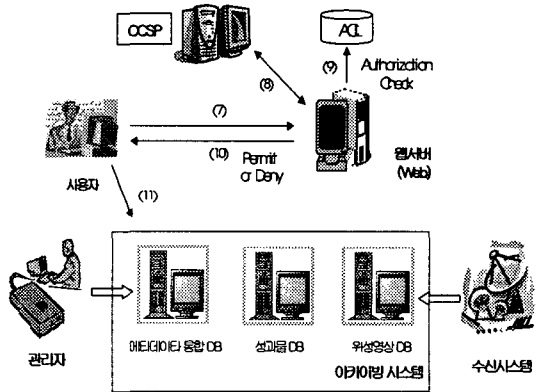 OCSP
ACL
(9)
Authorization
Check
(8)
(7)
(10)
Permit
or Deny
웹서버
(Web)
사용자
(11)
관리자
메타데이타 통합 DB
성과물 DB
위성영상 DB
아카이빙 시스템
수신시스템